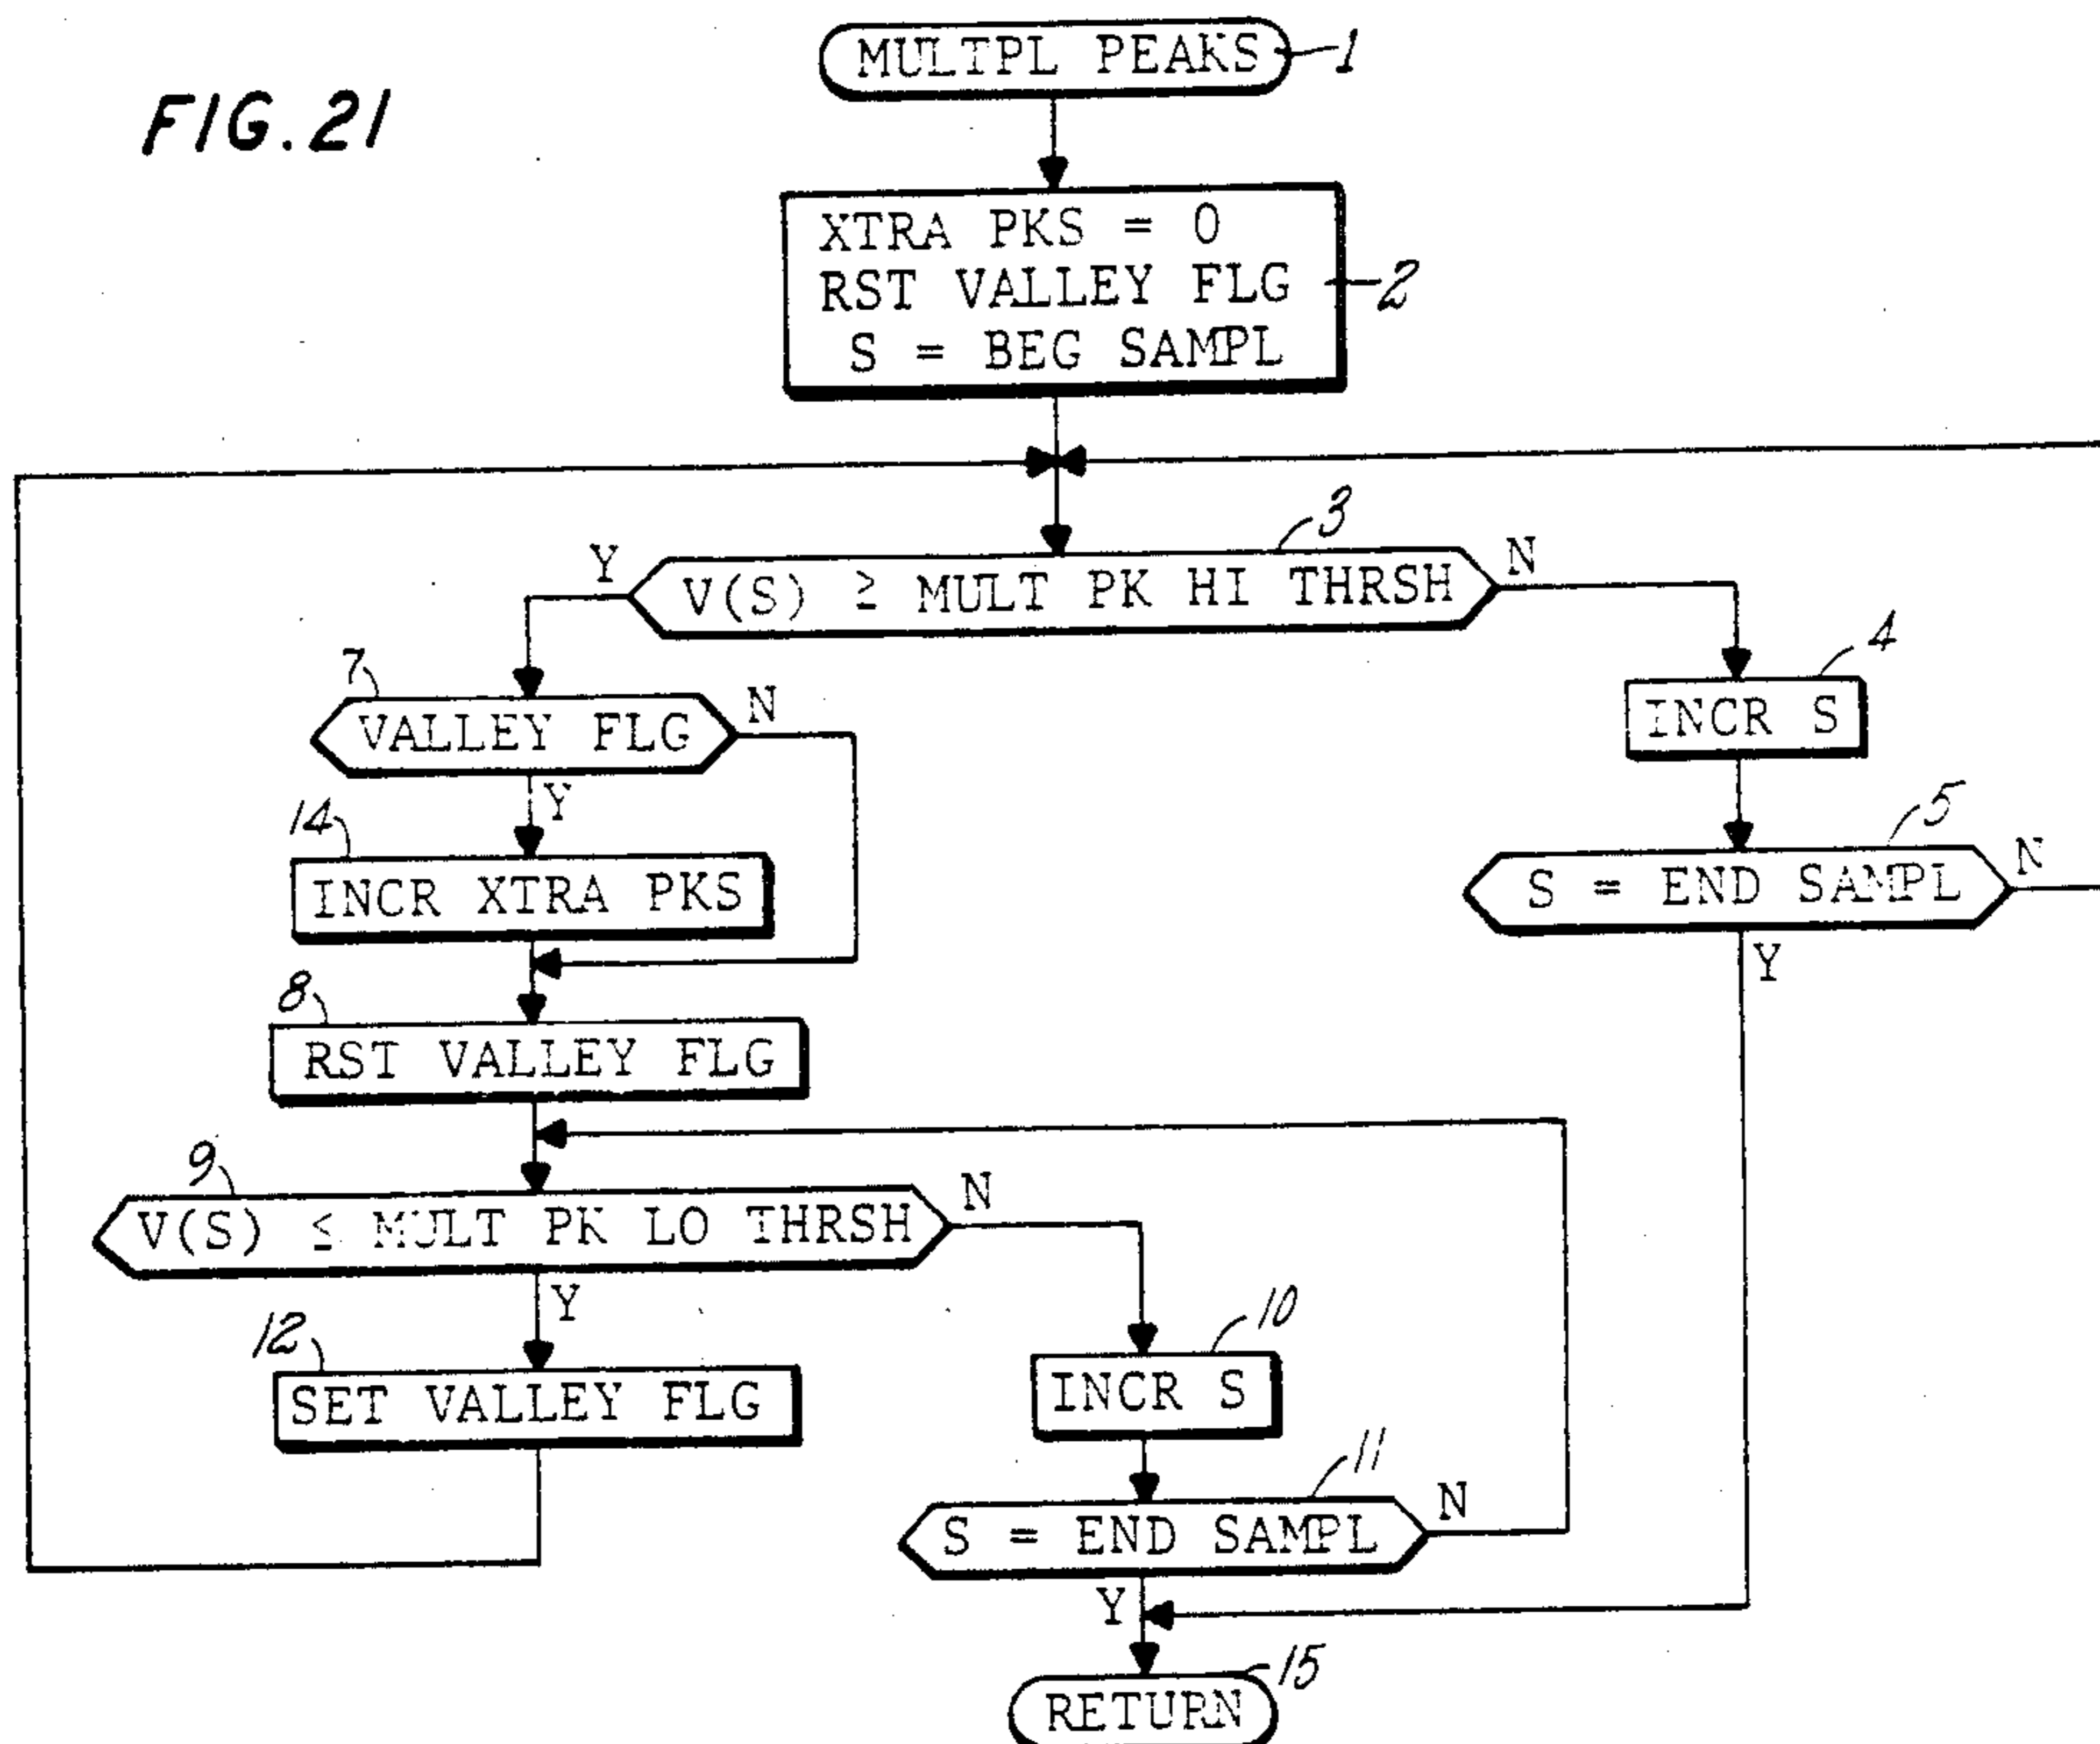 FIG. 21
MULTPL PEAKS
1
XTRA PKS = 0
RST VALLEY FLG
S = BEG SAMPL
2
3
Y
V(S) ≥ MULT PK HI THRSH
N
4
7
VALLEY FLG
N
INCR S
Y
14
5
INCR XTRA PKS
S = END SAMPL
N
Y
8
RST VALLEY FLG
9
V(S) ≤ MULT PK LO THRSH
N
Y
10
12
SET VALLEY FLG
INCR S
11
S = END SAMPL
N
Y
15
RETURN